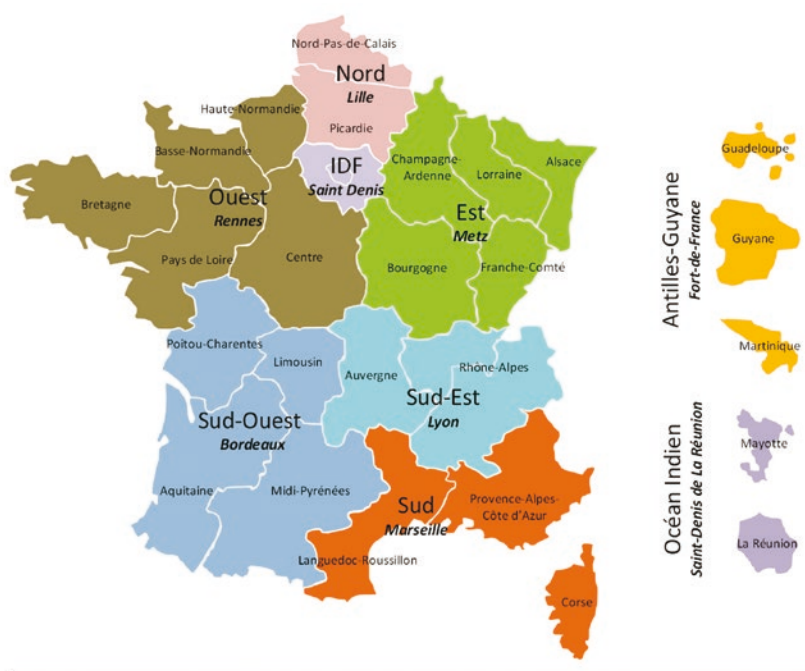 Nord-Pas-de-Calais
Nord
Lille
Haute-Normandie
Picardie
Basse-Normandie
IDF
Saint Denis
Champagne-
Ardenne
Lorraine
Alsace
Bretagne
Ouest
Rennes
Est
Metz
Pays de Loire
Centre
Bourgogne
Franche-Comté
Poitou-Charentes
Limousin
Auvergne
Rhône-Alpes
Sud-Est
Lyon
Sud-Ouest
Bordeaux
Aquitaine
Midi-Pyrénées
Sud
Marseille
Provence-Alpes-
Côte d'Azur
Languedoc-Roussillon
Corse
Antilles-Guyane
Fort-de-France
Guadeloupe
Guyane
Martinique
Océan Indien
Saint-Denis de La Réunion
Mayotte
La Réunion